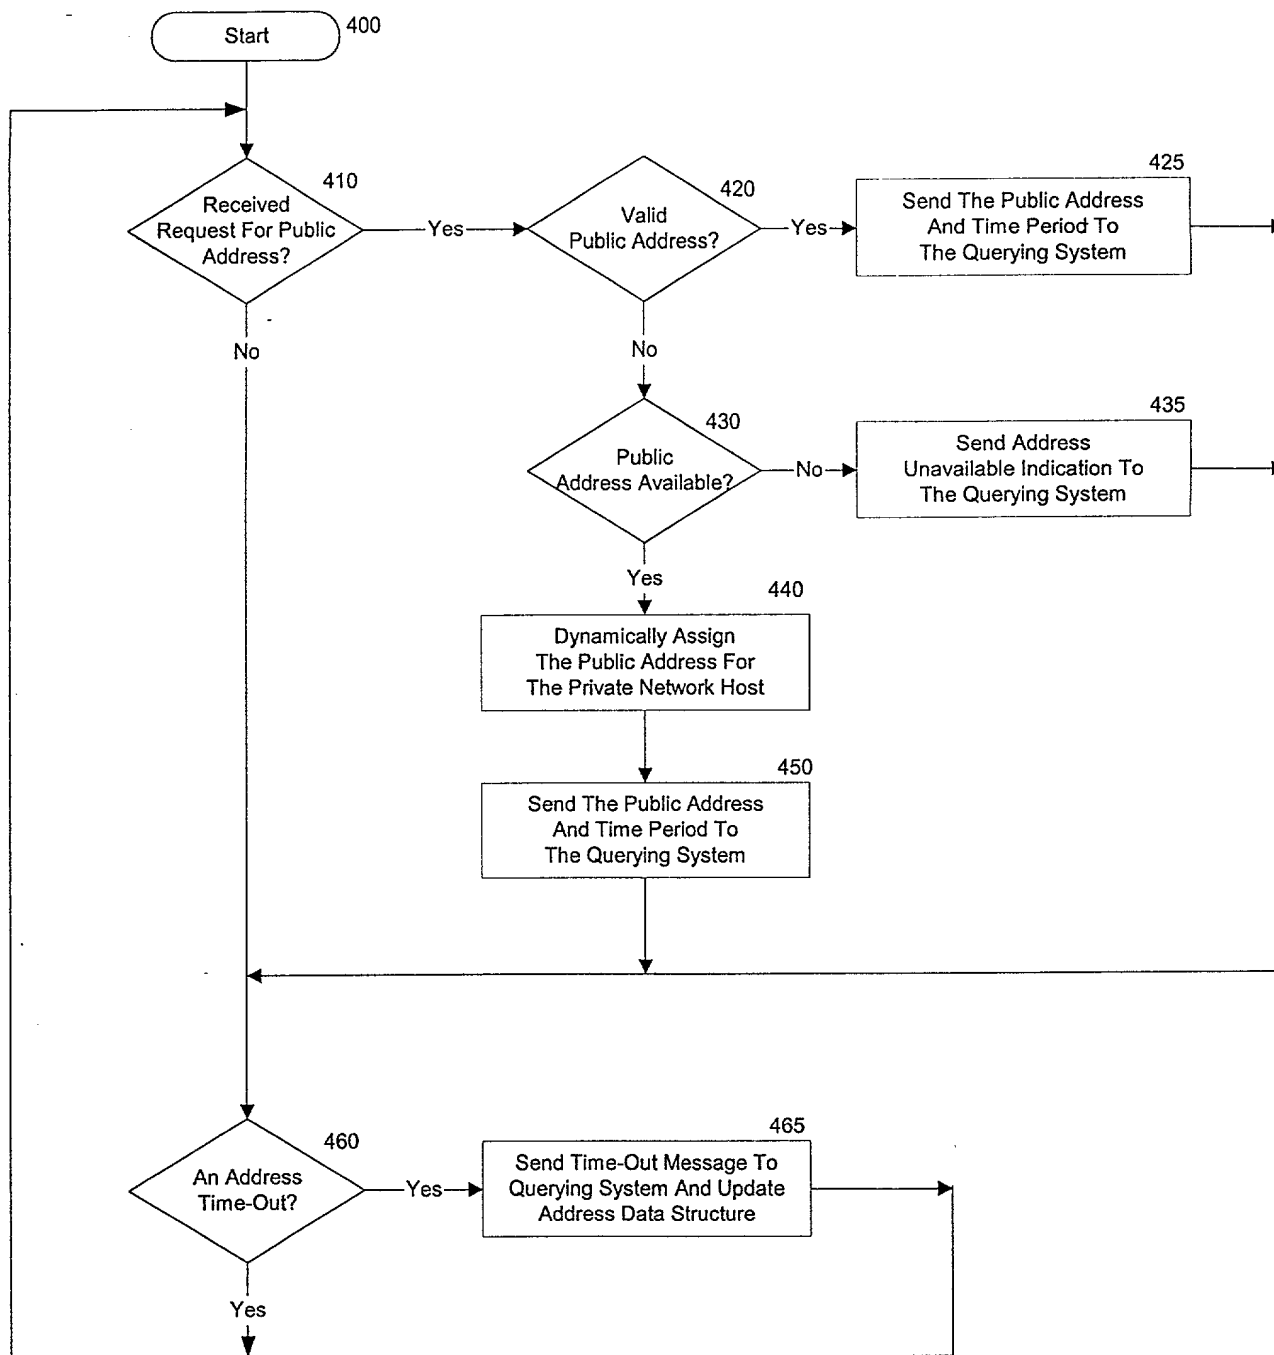 Start
400
410
Received
Request For Public
Address?
Yes
420
Valid
Public Address?
Yes
425
Send The Public Address
And Time Period To
The Querying System
No
No
430
Public
Address Available?
No
435
Send Address
Unavailable Indication To
The Querying System
Yes
440
Dynamically Assign
The Public Address For
The Private Network Host
450
Send The Public Address
And Time Period To
The Querying System
460
An Address
Time-Out?
Yes
465
Send Time-Out Message To
Querying System And Update
Address Data Structure
Yes